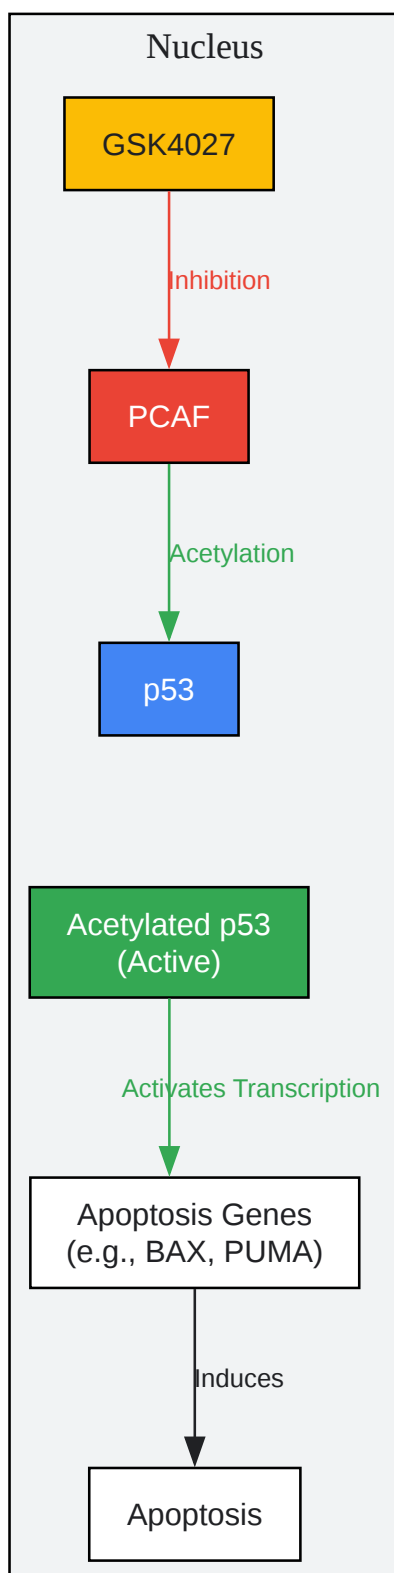 Nucleus
GSK4027
Inhibition
PCAF
Acetylation
p53
Acetylated p53
(Active)
Activates Transcription
Apoptosis Genes
(e.g., BAX, PUMA)
Induces
Apoptosis